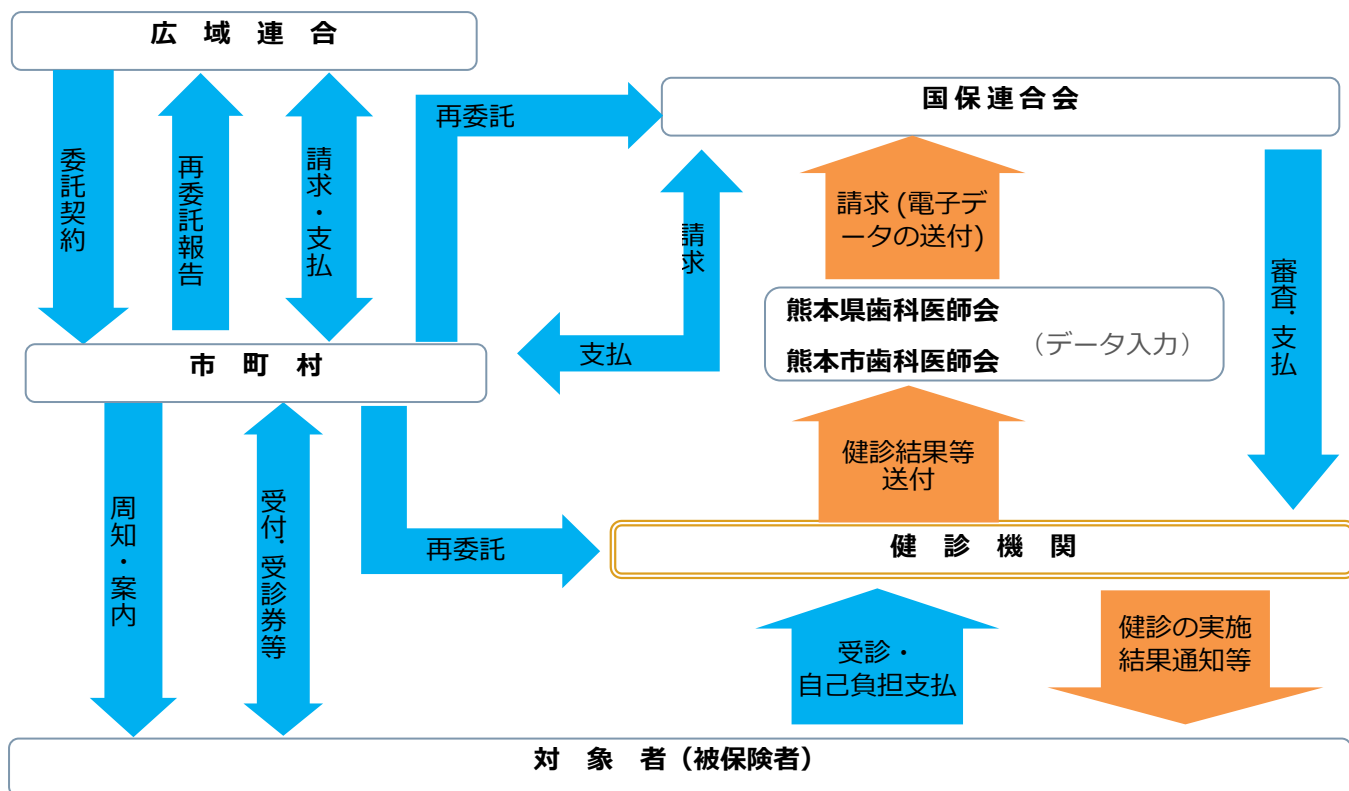 広 域 連 合
国保連合会
再委託
委託契約
再委託報告
請求・支払
請求
請求 (電子デ
ータの送付)
審査､支払
熊本県歯科医師会
熊本市歯科医師会
（データ入力）
支払
市 町 村
健診結果等
送付
周知・案内
受付､受診券等
再委託
健 診 機 関
受診・
自己負担支払
健診の実施
結果通知等
対 象 者（被保険者）